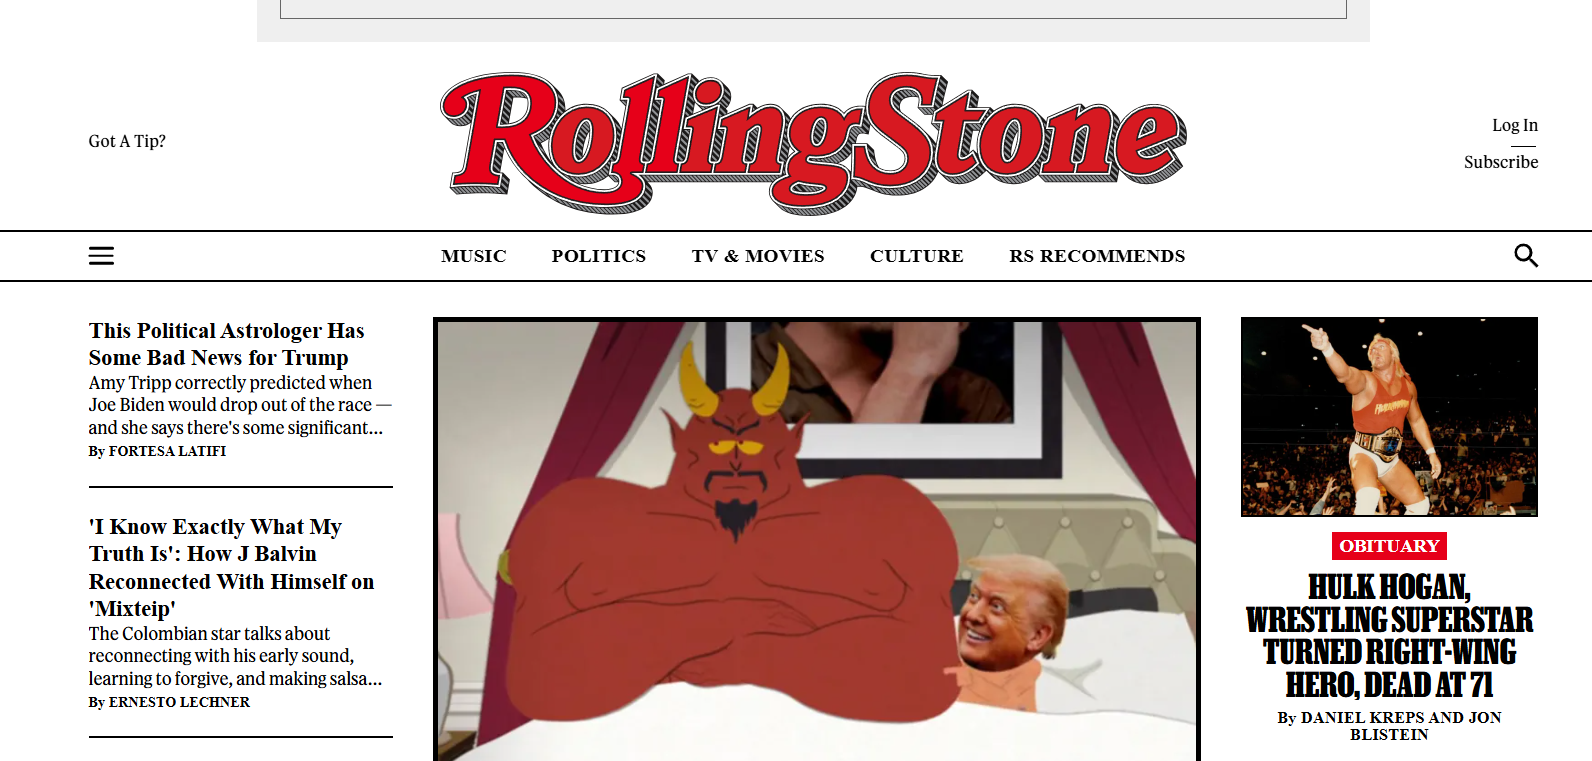 Got A Tip?
RollingStone
Log In
Subscribe
MUSIC POLITICS TV & MOVIES CULTURE RS RECOMMENDS
This Political Astrologer Has
Some Bad News for Trump
Amy Tripp correctly predicted when
Joe Biden would drop out of the race —
and she says there's some significant...
By FORTESA LATIFI
'I Know Exactly What My
Truth Is': How J Balvin
Reconnected With Himself on
'Mixteip'
The Colombian star talks about
reconnecting with his early sound,
learning to forgive, and making salsa...
By ERNESTO LECHNER
OBITUARY
HULK HOGAN,
WRESTLING SUPERSTAR
TURNED RIGHT-WING
HERO, DEAD AT 71
By DANIEL KREPS AND JON
BLISTEIN